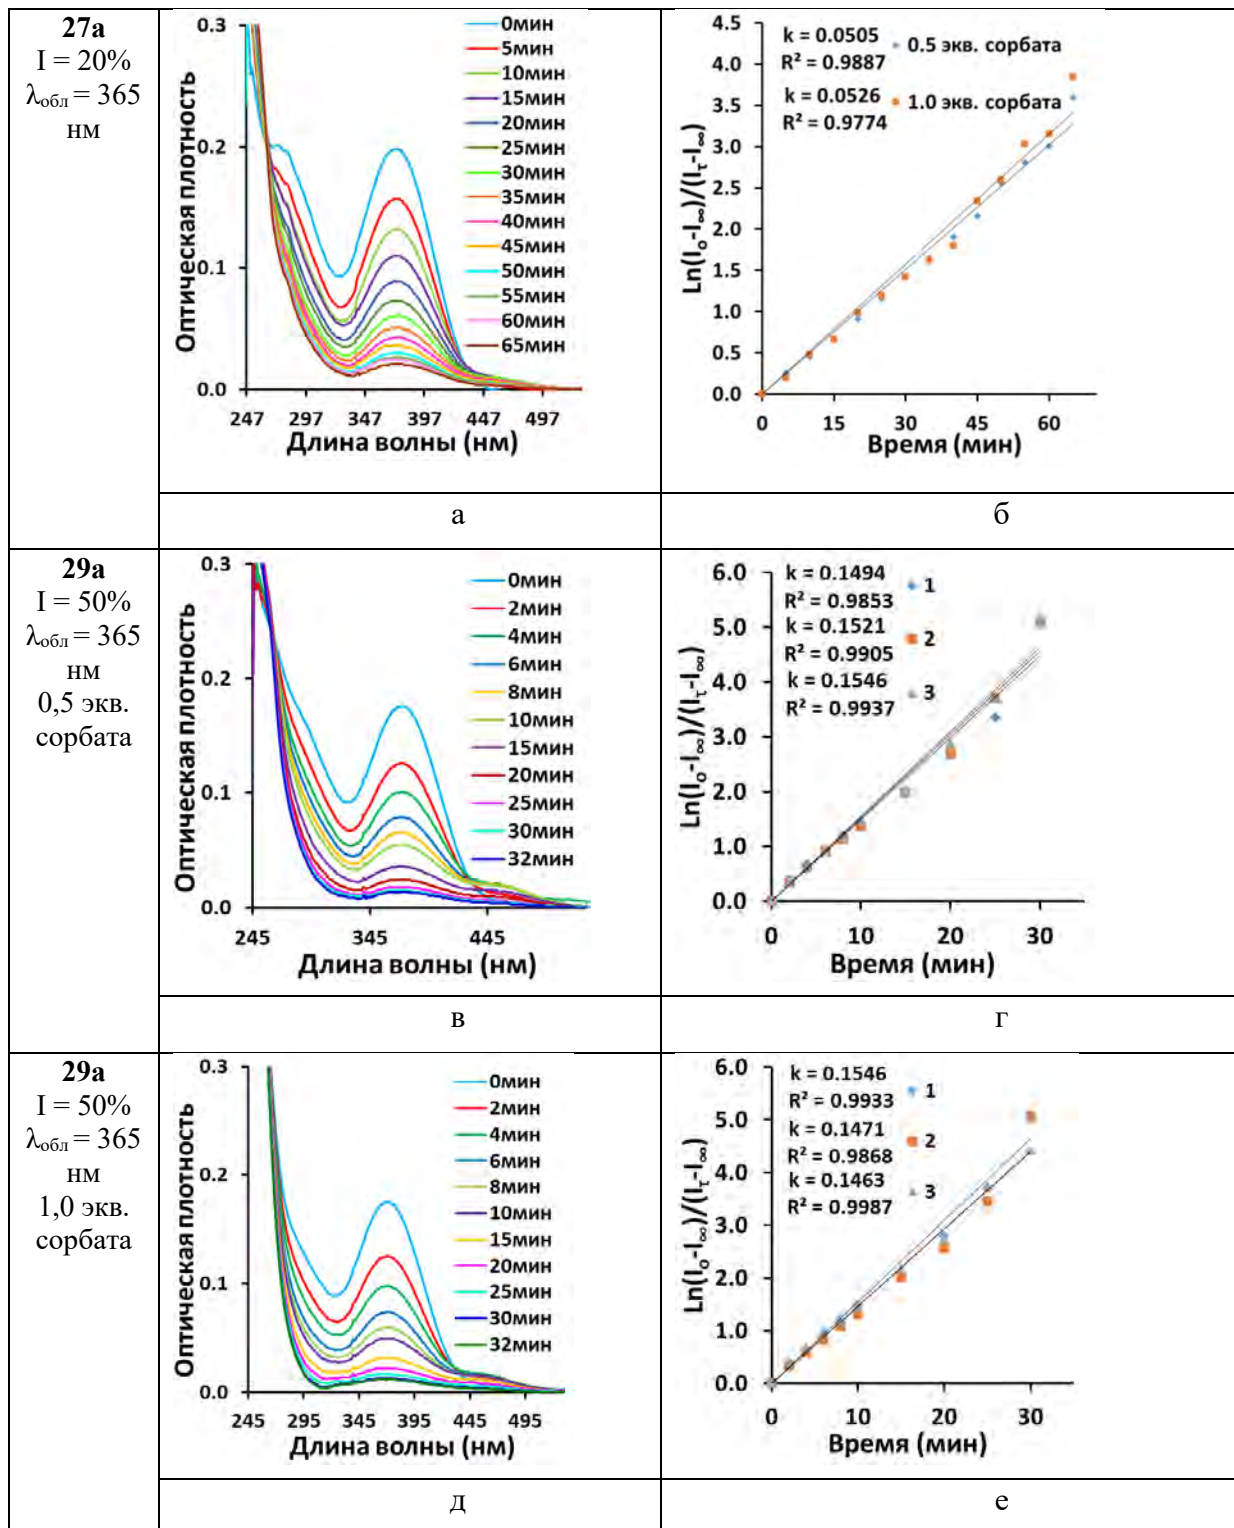 27а
I = 20%
λобл = 365
нм
0.3
0.2
0.1
0.0
Оптическая плотность
247 297 347 397 447 497
Длина волны (нм)
0мин
5мин
10мин
15мин
20мин
25мин
30мин
35мин
40мин
45мин
50мин
55мин
60мин
65мин
4.5
4.0
3.5
3.0
2.5
2.0
1.5
1.0
0.5
0.0
Ln(Iо-I∞)/(Iτ-I∞)
k = 0.0505
R² = 0.9887
0.5 экв. сорбата
k = 0.0526
R² = 0.9774
1.0 экв. сорбата
0 15 30 45 60
Время (мин)
а
б
29а
I = 50%
λобл = 365
нм
0,5 экв.
сорбата
0.3
0.2
0.1
0.0
Оптическая плотность
245 345 445
Длина волны (нм)
0мин
2мин
4мин
6мин
8мин
10мин
15мин
20мин
25мин
30мин
32мин
6.0
5.0
4.0
3.0
2.0
1.0
0.0
Ln(Iо-I∞)/(Iτ-I∞)
k = 0.1494
R² = 0.9853
1
k = 0.1521
R² = 0.9905
2
k = 0.1546
R² = 0.9937
3
0 10 20 30
Время (мин)
в
г
29а
I = 50%
λобл = 365
нм
1,0 экв.
сорбата
0.3
0.2
0.1
0.0
Оптическая плотность
245 295 345 395 445 495
Длина волны (нм)
0мин
2мин
4мин
6мин
8мин
10мин
15мин
20мин
25мин
30мин
32мин
6.0
5.0
4.0
3.0
2.0
1.0
0.0
Ln(Iо-I∞)/(Iτ-I∞)
k = 0.1546
R² = 0.9933
1
k = 0.1471
R² = 0.9868
2
k = 0.1463
R² = 0.9987
3
0 10 20 30
Время (мин)
д
е